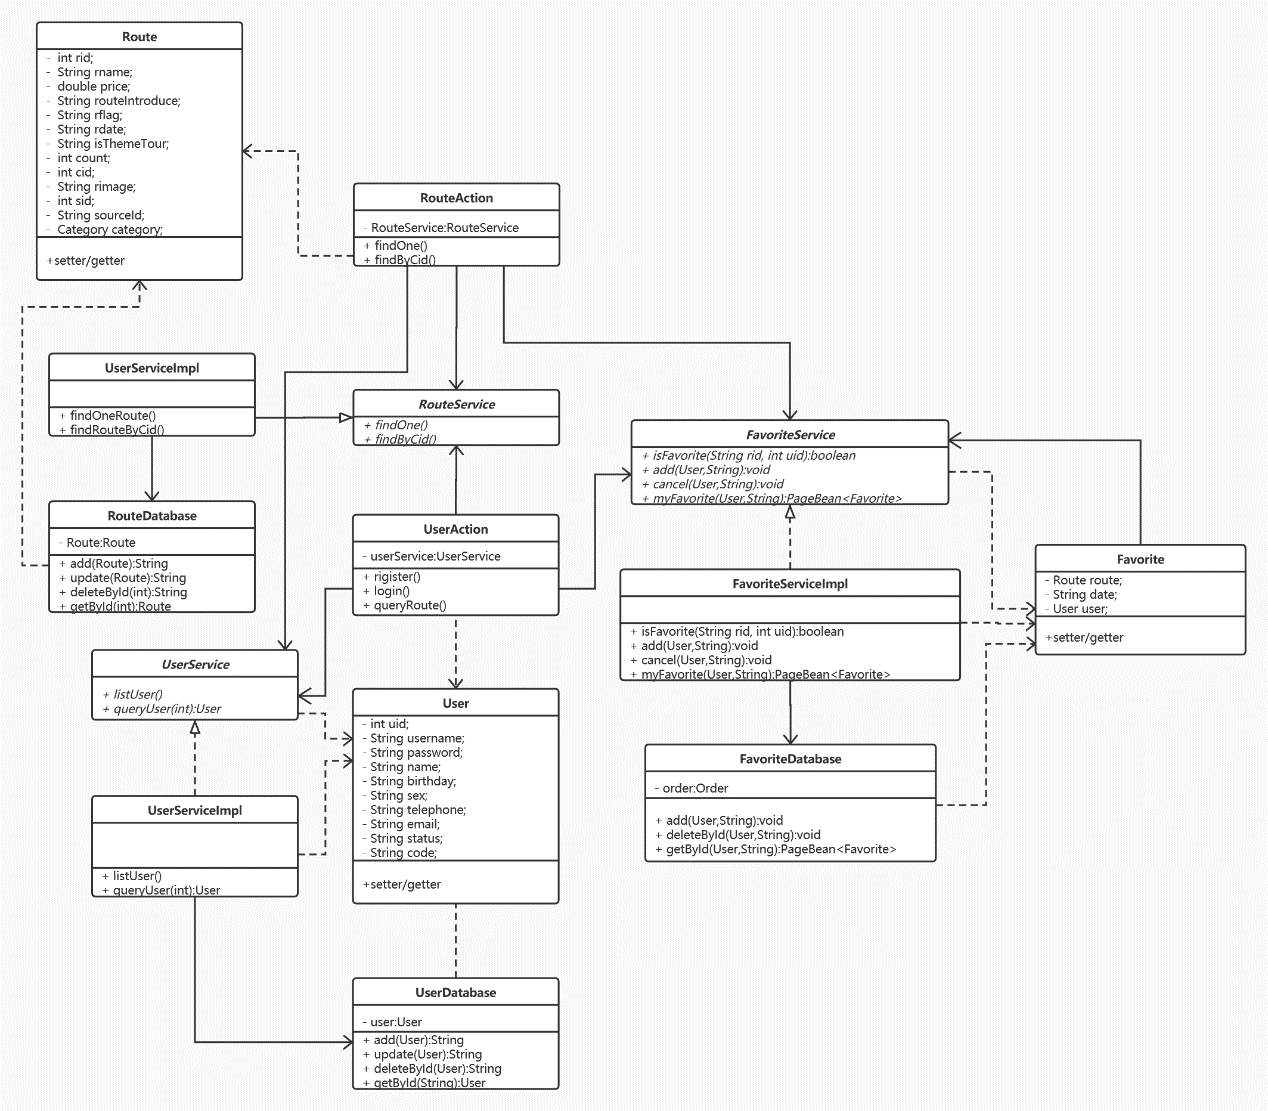 Route
- int rid;
- String rname;
- double price;
- String routeIntroduce;
- String rflag;
- String rdate;
- String isThemeTour;
- int count;
- int cid;
- String rimage;
- int sid;
- String sourceId;
- Category category;
+setter/getter
RouteAction
- RouteService:RouteService
+ findOne()
+ findByCid()
UserServiceImpl
+ findOneRoute()
+ findRouteByCid()
RouteService
+ findOne()
+ findByCid()
FavoriteService
+ isFavorite(String rid, int uid):boolean
+ add(User,String):void
+ cancel(User,String):void
+ myFavorite(User,String):PageBean<Favorite>
RouteDatabase
- Route:Route
+ add(Route):String
+ update(Route):String
+ deleteById(int):String
+ getById(int):Route
UserAction
- userService:UserService
+ rigister()
+ login()
+ queryRoute()
FavoriteServiceImpl
+ isFavorite(String rid, int uid):boolean
+ add(User,String):void
+ cancel(User,String):void
+ myFavorite(User,String):PageBean<Favorite>
Favorite
- Route route;
- String date;
- User user;
+setter/getter
UserService
+ listUser()
+ queryUser(int):User
User
- int uid;
- String username;
- String password;
- String name;
- String birthday;
- String sex;
- String telephone;
- String email;
- String status;
- String code;
+setter/getter
FavoriteDatabase
- order:Order
+ add(User,String):void
+ deleteById(User,String):void
+ getById(User,String):PageBean<Favorite>
UserServiceImpl
+ listUser()
+ queryUser(int):User
UserDatabase
- user:User
+ add(User):String
+ update(User):String
+ deleteById(User):String
+ getById(String):User